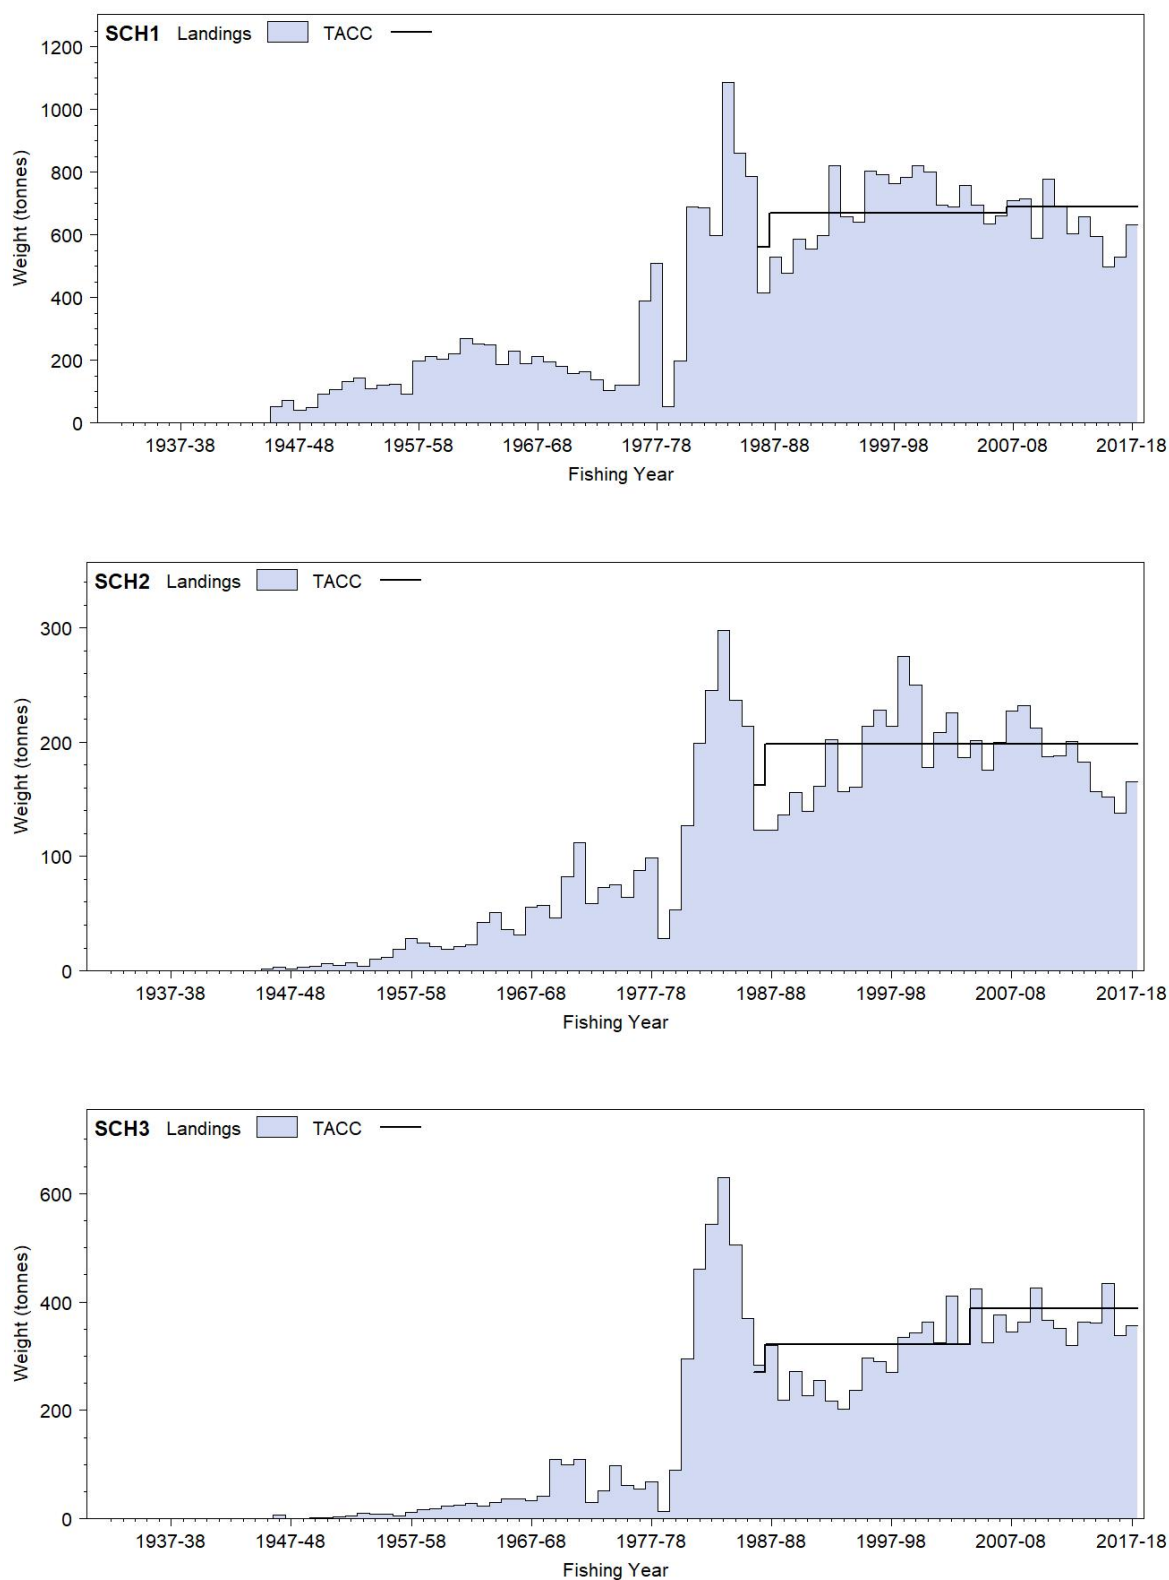 SCH1 Landings TACC
1200
1000
800
600
400
200
0
Weight (tonnes)
1937-38 1947-48 1957-58 1967-68 1977-78 1987-88 1997-98 2007-08 2017-18
Fishing Year
SCH2 Landings TACC
300
200
100
0
Weight (tonnes)
1937-38 1947-48 1957-58 1967-68 1977-78 1987-88 1997-98 2007-08 2017-18
Fishing Year
SCH3 Landings TACC
600
400
200
0
Weight (tonnes)
1937-38 1947-48 1957-58 1967-68 1977-78 1987-88 1997-98 2007-08 2017-18
Fishing Year